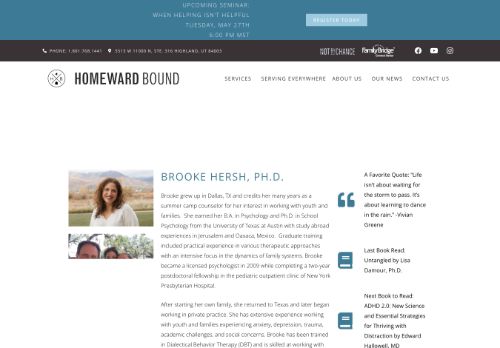 UPCOMING SEMINAR:
WHEN HELPING ISN'T HELPFUL
TUESDAY, MAY 27TH
6:00 PM MST
REGISTER TODAY
PHONE: 1.801.768.1441
5513 W 11000 N, STE. 316 HIGHLAND, UT 84003
NOT BY CHANCE
FamilyBridge
HOMEWARD BOUND
SERVICES
SERVING EVERYWHERE
ABOUT US
OUR NEWS
CONTACT US
BROOKE HERSH, PH.D.
Brooke grew up in Dallas, TX and credits her many years as a
summer camp counselor for her interest in working with youth and
families. She earned her B.A. in Psychology and Ph.D. in School
Psychology from the University of Texas at Austin with study abroad
experiences in Jerusalem and Oaxaca, Mexico. Graduate training
included practical experience in various therapeutic approaches
with an intensive focus in the dynamics of family systems. Brooke
became a licensed psychologist in 2009 while completing a two-year
postdoctoral fellowship in the pediatric outpatient clinic of New York
Presbyterian Hospital.
After starting her own family, she returned to Texas and later began
working in private practice. She has extensive experience working
with youth and families experiencing anxiety, depression, trauma,
academic challenges, and social concerns. Brooke has been trained
in Dialectical Behavior Therapy (DBT) and is skilled at working with
A Favorite Quote: "Life
isn't about waiting for
the storm to pass. It's
about learning to dance
in the rain." -Vivian
Greene
Last Book Read:
Untangled by Lisa
Damour, Ph.D.
Next Book to Read:
ADHD 2.0: New Science
and Essential Strategies
for Thriving with
Distraction by Edward
Hallowell, MD